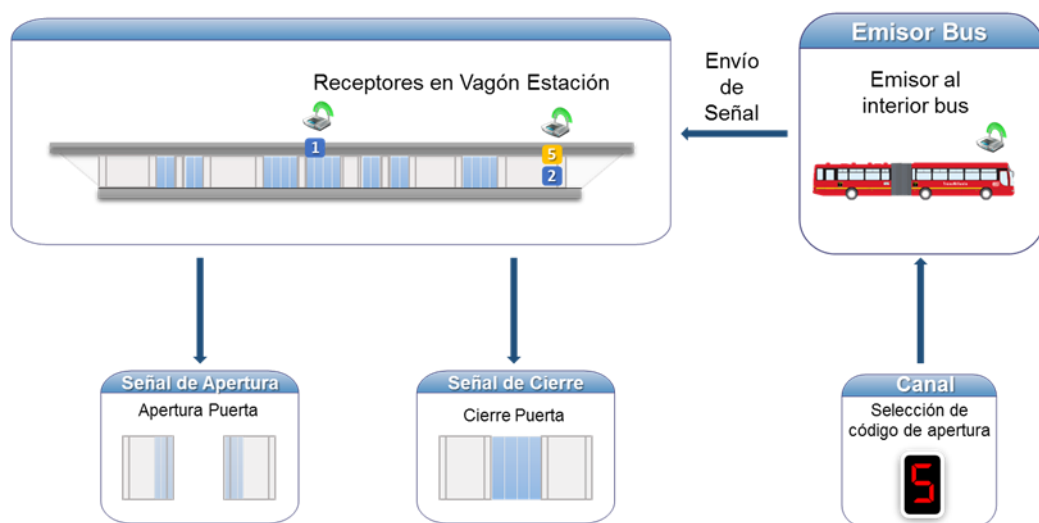 Receptores en Vagón Estación
1
5
2
Envío
de
Señal
Emisor Bus
Emisor al
interior bus
Señal de Apertura
Apertura Puerta
Señal de Cierre
Cierre Puerta
Canal
Selección de
código de apertura
5